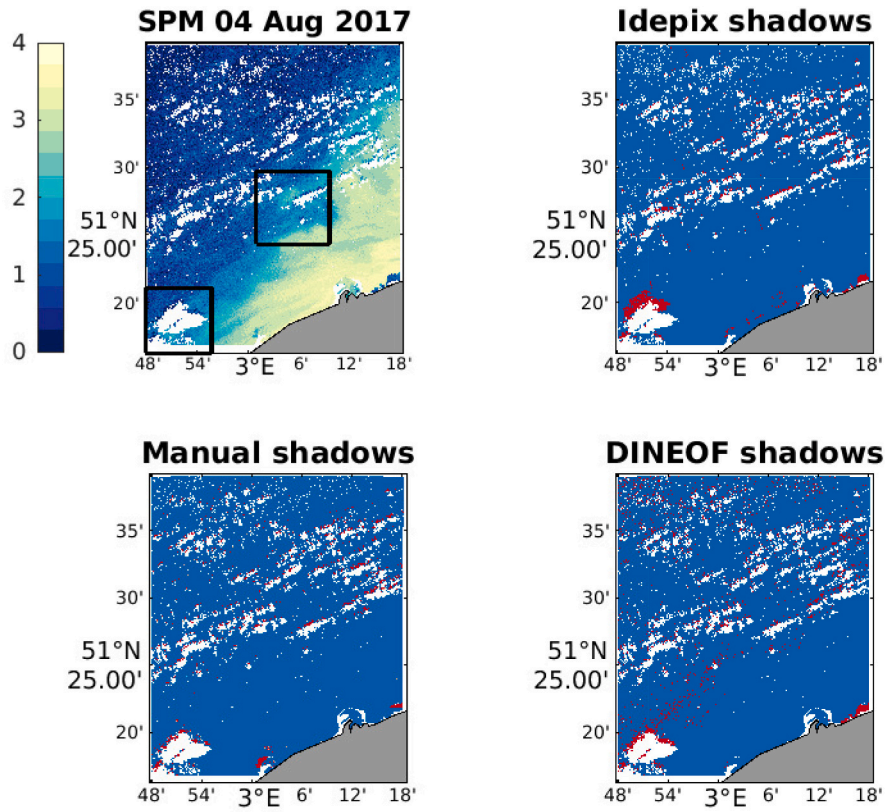 SPM 04 Aug 2017
4
3
2
1
0
35'
30'
51°N
25.00'
20'
48' 54' 3°E 6' 12' 18'
Idepix shadows
35'
30'
51°N
25.00'
20'
48' 54' 3°E 6' 12' 18'
Manual shadows
35'
30'
51°N
25.00'
20'
48' 54' 3°E 6' 12' 18'
DINEOF shadows
35'
30'
51°N
25.00'
20'
48' 54' 3°E 6' 12' 18'